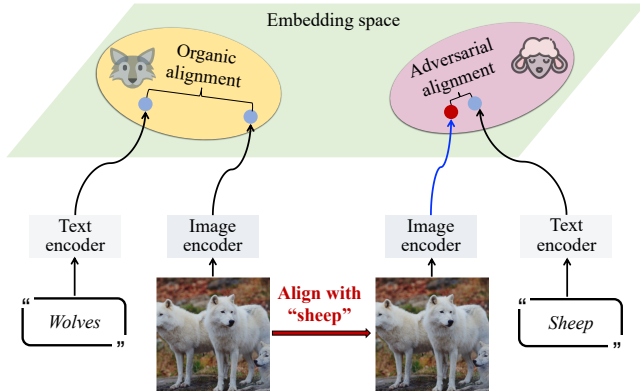 Embedding space
Organic
alignment
Adversarial
alignment
Text
encoder
Image
encoder
Image
encoder
Text
encoder
“ Wolves ”
Align with
“sheep”
“ Sheep ”